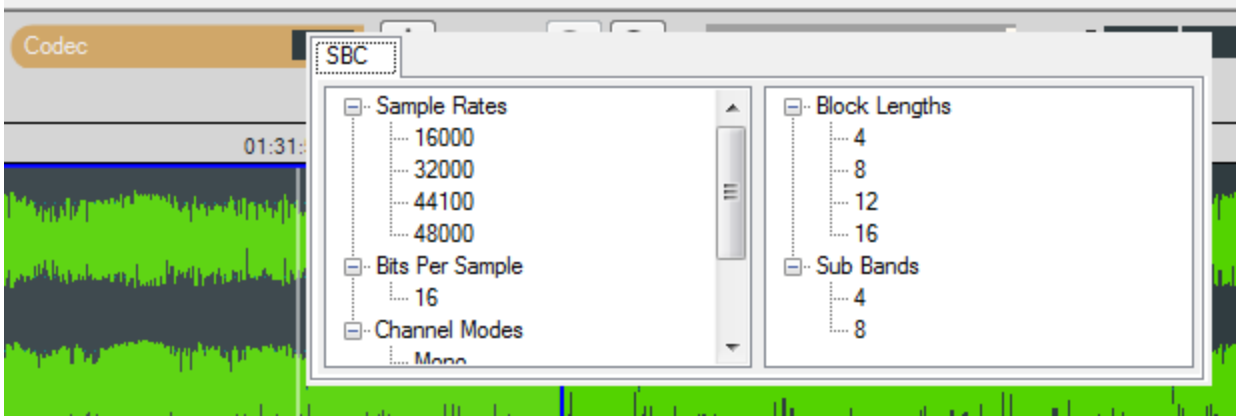 Codec
SBC
01:31:
Sample Rates
16000
32000
44100
48000
Bits Per Sample
16
Channel Modes
Mono
Block Lengths
4
8
12
16
Sub Bands
4
8